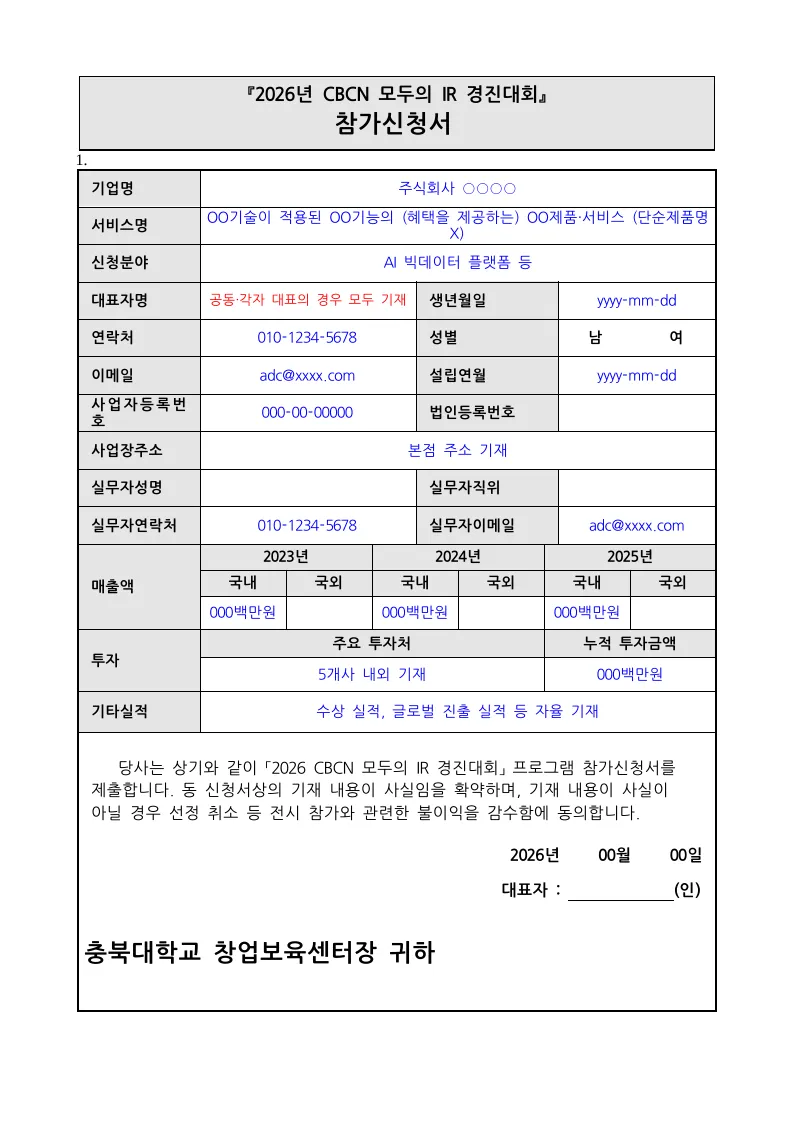 『2026년 CBCN 모두의 IR 경진대회』
참가신청서
1.
기업명 주식회사 ○○○○
서비스명 OO기술이 적용된 OO기능의 (혜택을 제공하는) OO제품·서비스 (단순제품명
X)
신청분야 AI 빅데이터 플랫폼 등
대표자명 공동·각자 대표의 경우 모두 기재 생년월일 yyyy-mm-dd
연락처 010-1234-5678 성별 남 여
이메일 adc@xxxx.com 설립연월 yyyy-mm-dd
사업자등록번
호 000-00-00000 법인등록번호
사업장주소 본점 주소 기재
실무자성명 실무자직위
실무자연락처 010-1234-5678 실무자이메일 adc@xxxx.com
매출액 2023년 2024년 2025년
국내 국외 국내 국외 국내 국외
000백만원 000백만원 000백만원
투자 주요 투자처 누적 투자금액
5개사 내외 기재 000백만원
기타실적 수상 실적, 글로벌 진출 실적 등 자율 기재
당사는 상기와 같이 「2026 CBCN 모두의 IR 경진대회」 프로그램 참가신청서를
제출합니다. 동 신청서상의 기재 내용이 사실임을 확약하며, 기재 내용이 사실이
아닐 경우 선정 취소 등 전시 참가와 관련한 불이익을 감수함에 동의합니다.
2026년 00월 00일
대표자 : (인)
충북대학교 창업보육센터장 귀하